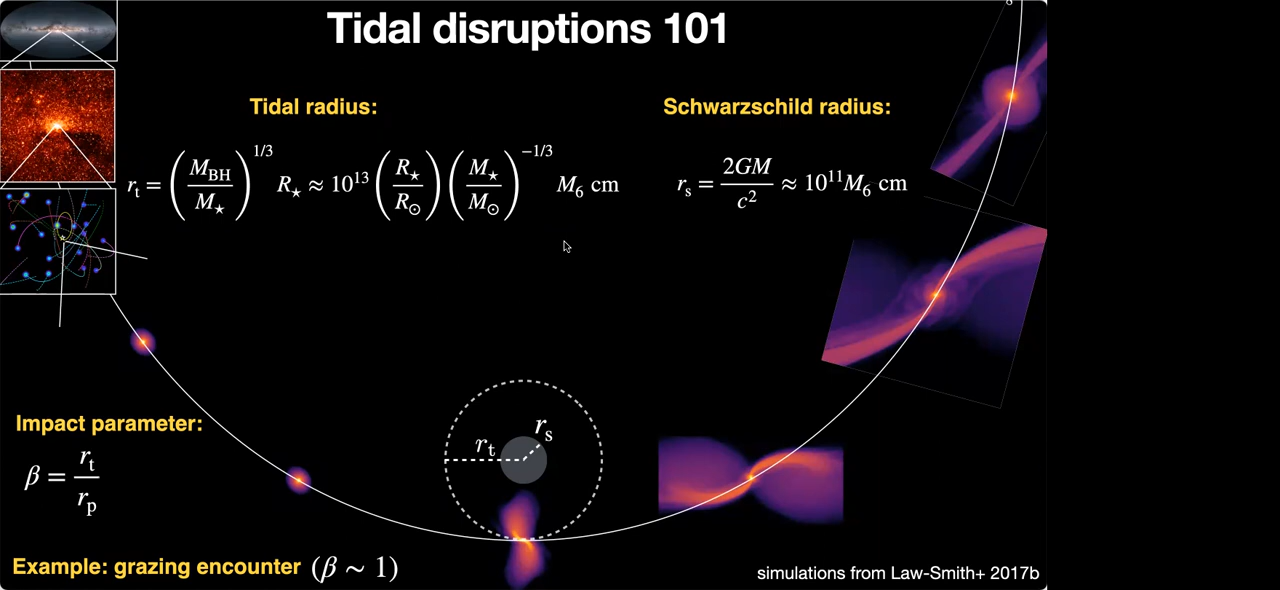 Tidal disruptions 101
Tidal radius:
r_t = (M_BH / M_★)^{1/3} R_★ ≈ 10^{13} (R_★ / R_⊙) (M_★ / M_⊙)^{−1/3} M_6 cm
Schwarzschild radius:
r_s = 2GM / c^2 ≈ 10^{11} M_6 cm
Impact parameter:
β = r_t / r_p
r_t
r_s
Example: grazing encounter (β ∼ 1)
simulations from Law-Smith+ 2017b